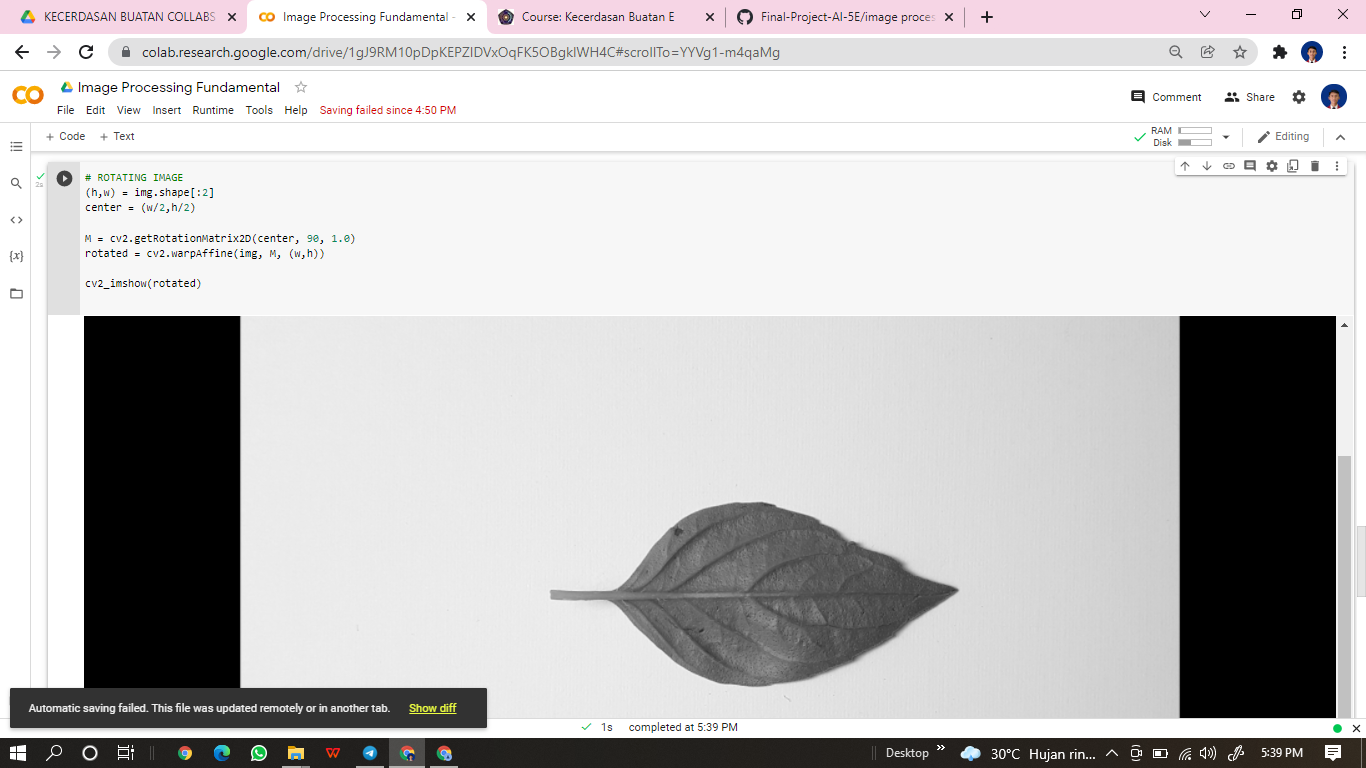 KECERDASAN BUATAN COLLABS
Image Processing Fundamental -
Course: Kecerdasan Buatan E
Final-Project-AI-5E/image proces
colab.research.google.com/drive/1gJ9RM10pDpKEPZIDVxOqFK5OBgklWH4C#scrollTo=YYVg1-m4qaMg
Image Processing Fundamental
File Edit View Insert Runtime Tools Help Saving failed since 4:50 PM
Comment Share
+ Code + Text
RAM
Disk
Editing
2s
# ROTATING IMAGE
(h,w) = img.shape[:2]
center = (w/2,h/2)
M = cv2.getRotationMatrix2D(center, 90, 1.0)
rotated = cv2.warpAffine(img, M, (w,h))
cv2_imshow(rotated)
{x}
Automatic saving failed. This file was updated remotely or in another tab. Show diff
1s completed at 5:39 PM
Desktop 30°C Hujan rin... 5:39 PM